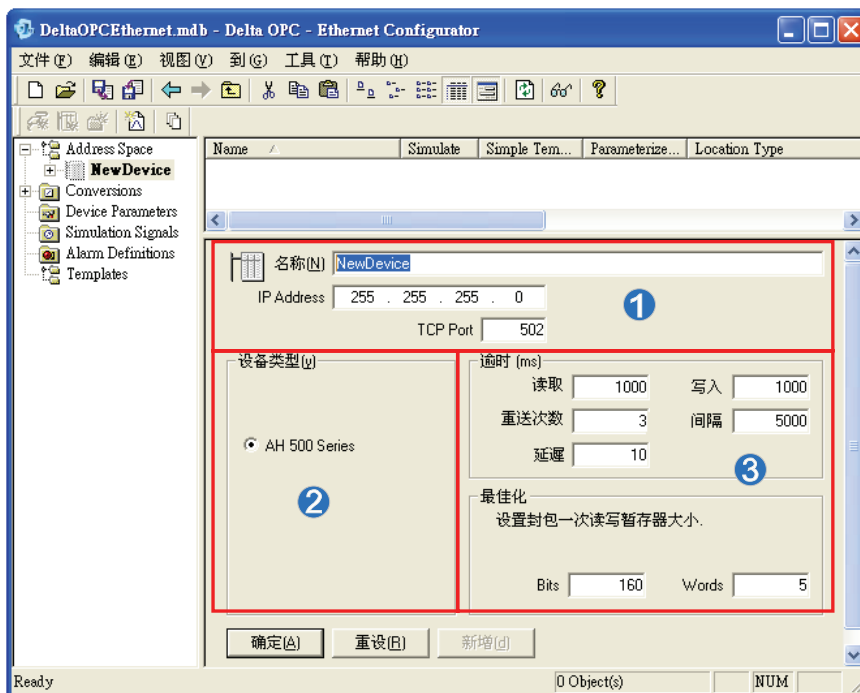 DeltaOPCEthernet.mdb - Delta OPC - Ethernet Configurator
文件(F) 编辑(E) 视图(V) 到(G) 工具(T) 帮助(H)
Address Space
NewDevice
Conversions
Device Parameters
Simulation Signals
Alarm Definitions
Templates
Name Simulate Simple Tem... Parameterize... Location Type
名称(N) NewDevice
IP Address 255 . 255 . 255 . 0
TCP Port 502
1
设备类型(y)
AH 500 Series
2
逾时 (ms)
读取 1000 写入 1000
重送次数 3 间隔 5000
延遲 10
3
最佳化
设置封包一次读写暂存器大小.
Bits 160 Words 5
确定(A) 重设(R) 新增(d)
Ready 0 Object(s) NUM